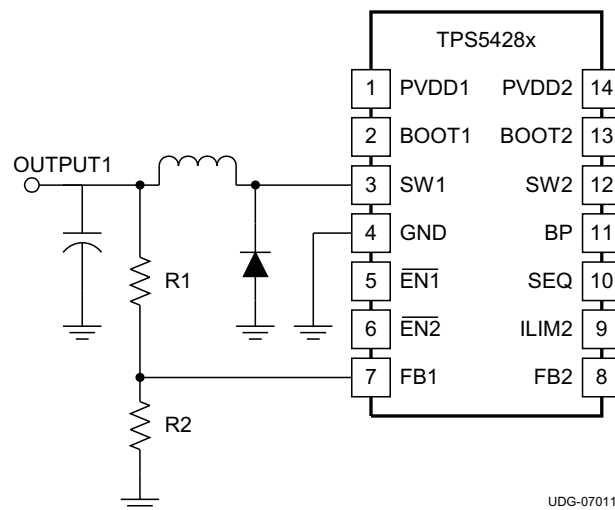 TPS5428x
1 PVDD1 PVDD2 14
2 BOOT1 BOOT2 13
OUTPUT1
3 SW1 SW2 12
4 GND BP 11
R1
5 EN1 SEQ 10
6 EN2 ILIM2 9
7 FB1 FB2 8
R2
UDG-07011